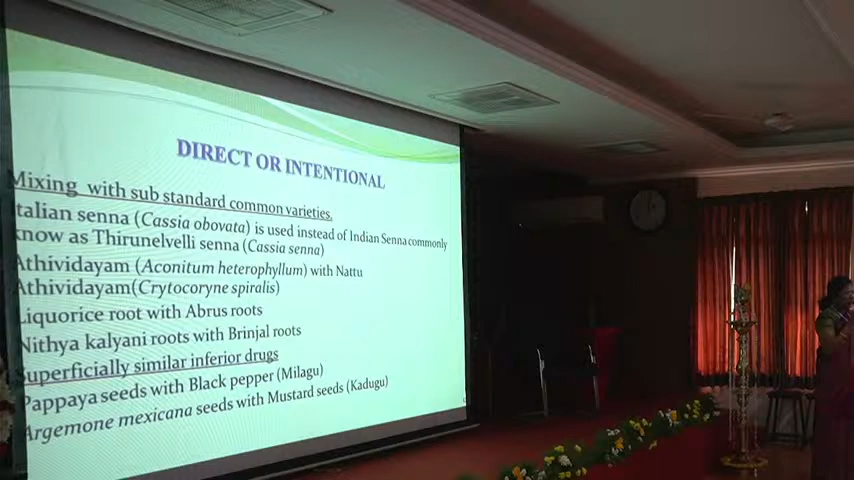 DIRECT OR INTENTIONAL
Mixing with sub standard common varieties.
talian senna (Cassia obovata) is used instead of Indian Senna commonly
know as Thirunelvelli senna (Cassia senna)
Athividayam (Aconitum heterophyllum) with Nattu
Athividayam(Crytocoryne spiralis)
Liquorice root with Abrus roots
Nithya kalyani roots with Brinjal roots
Superficially similar inferior drugs
Pappaya seeds with Black pepper (Milagu)
Argemone mexicana seeds with Mustard seeds (Kadugu)